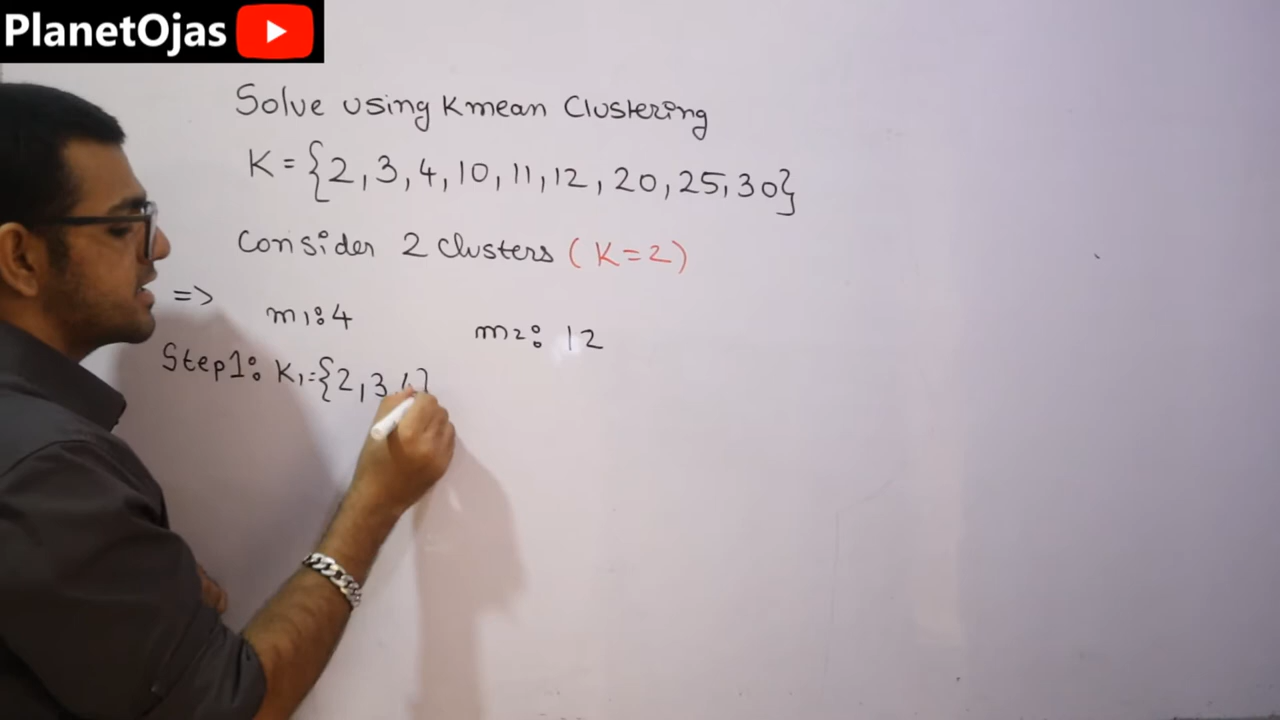 PlanetOjas
Solve using Kmean Clustering
K = {2, 3, 4, 10, 11, 12, 20, 25, 30}
Consider 2 clusters (K=2)
=>
m1: 4 m2: 12
Step1: K1 = {2, 3,